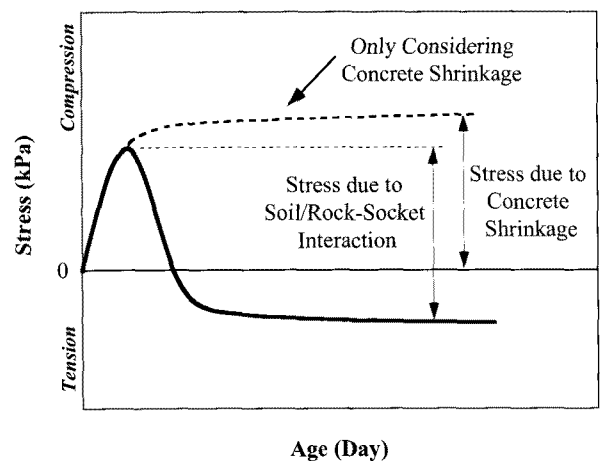 Compression
Only Considering
Concrete Shrinkage
Stress (kPa)
Stress due to
Soil/Rock-Socket
Interaction
Stress due to
Concrete
Shrinkage
0
Tension
Age (Day)